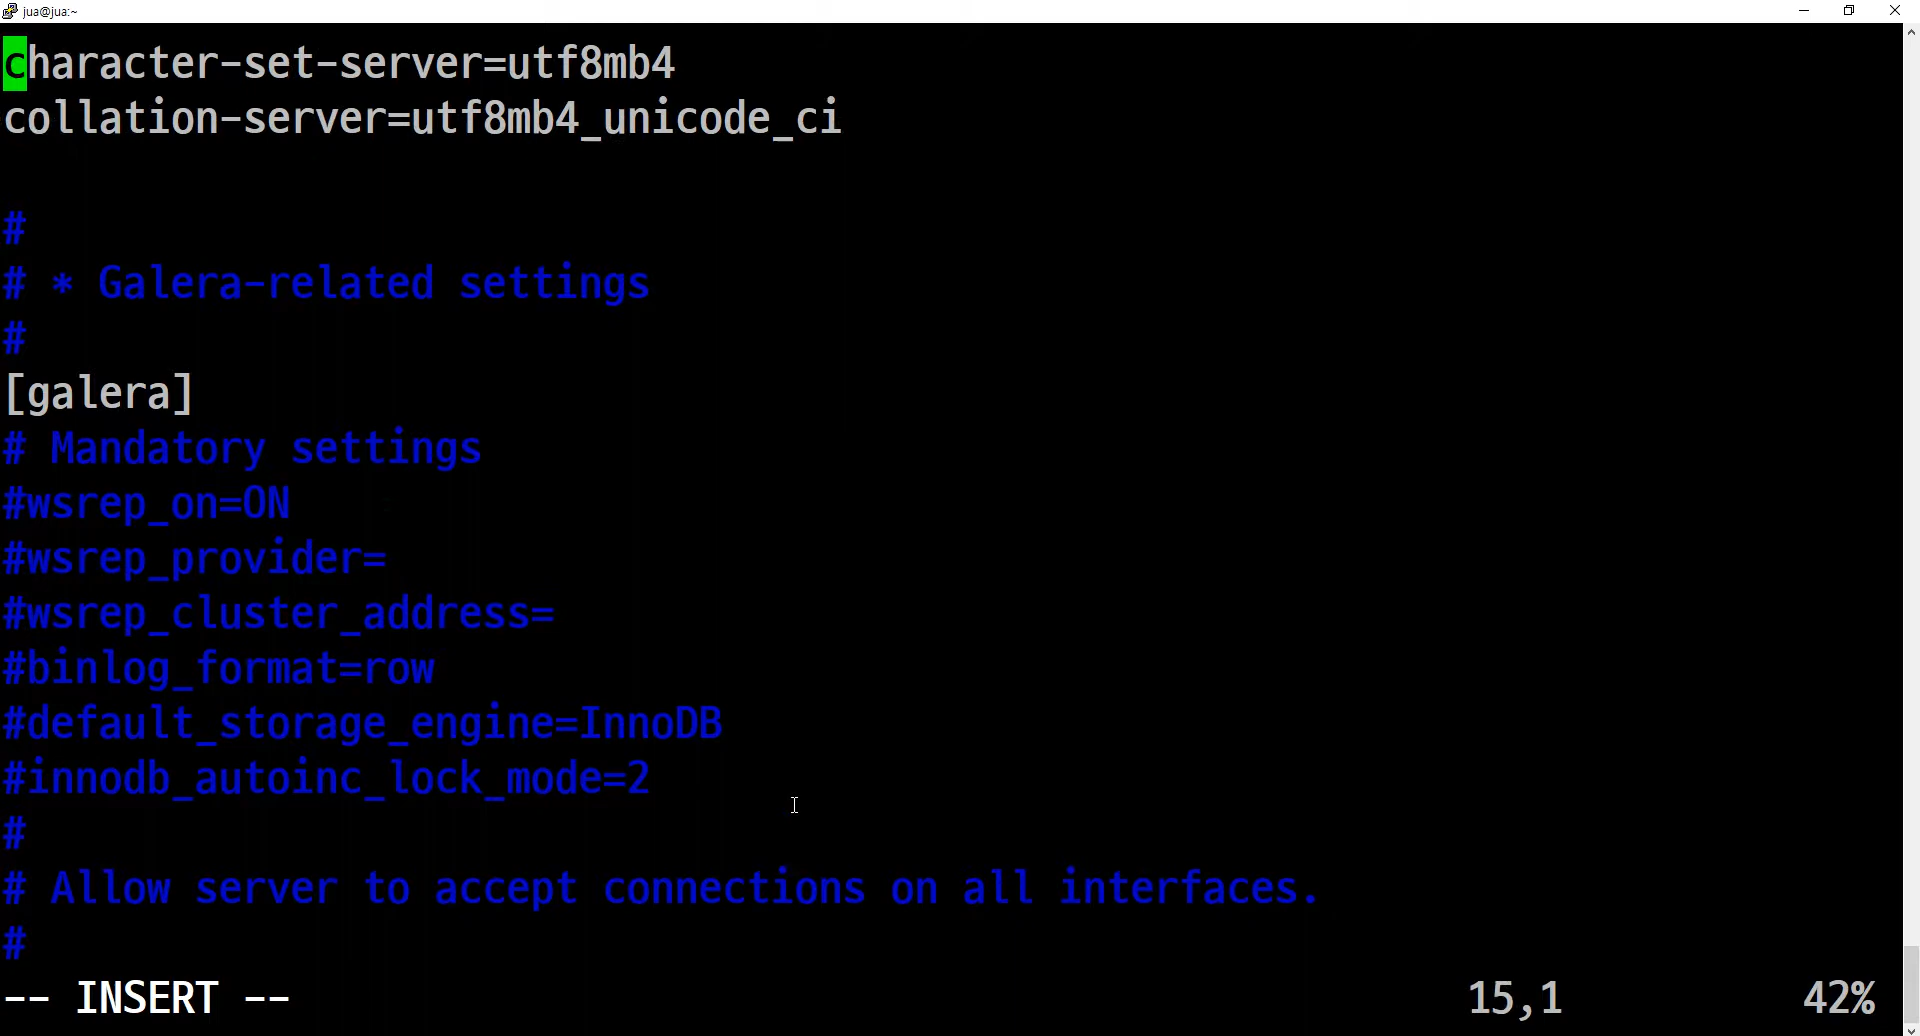 jua@jua:~
character-set-server=utf8mb4
collation-server=utf8mb4_unicode_ci
#
# * Galera-related settings
#
[galera]
# Mandatory settings
#wsrep_on=ON
#wsrep_provider=
#wsrep_cluster_address=
#binlog_format=row
#default_storage_engine=InnoDB
#innodb_autoinc_lock_mode=2
#
# Allow server to accept connections on all interfaces.
#
-- INSERT -- 15,1 42%